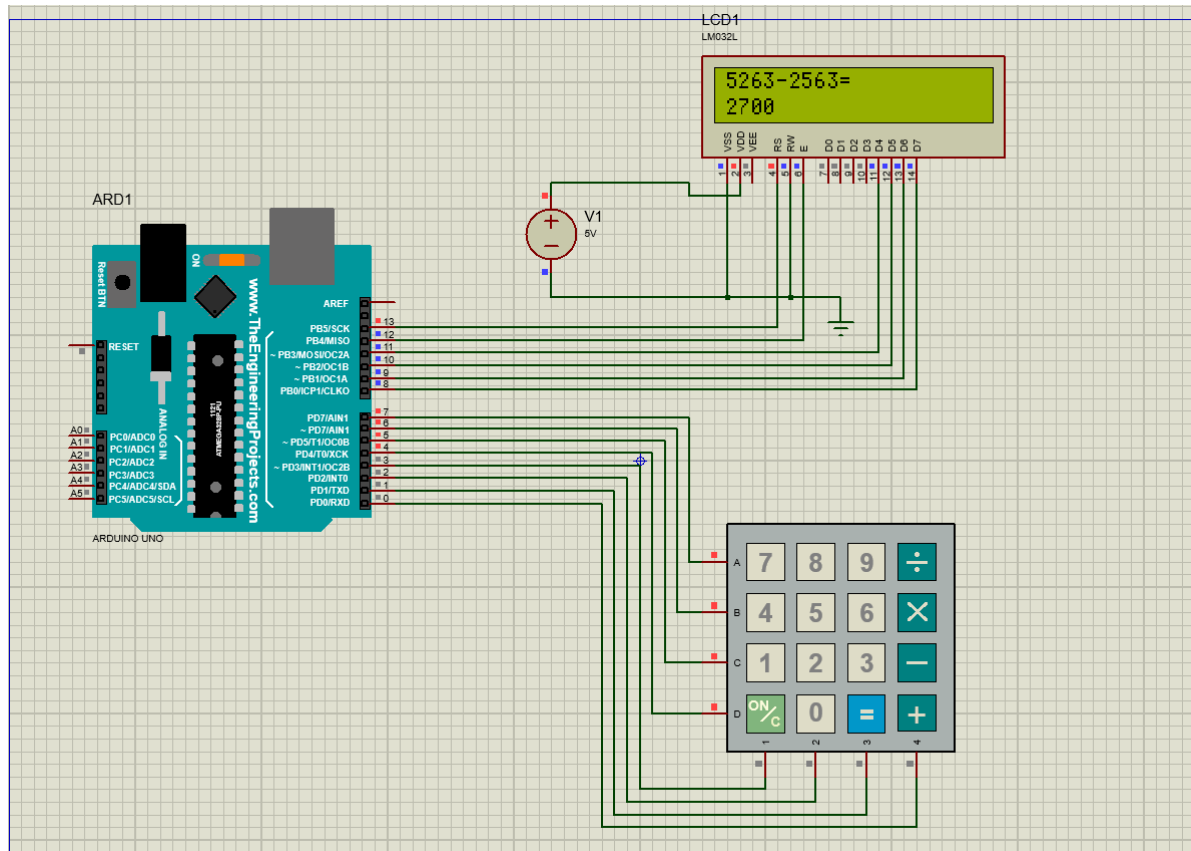 LCD1
LM032L
5263-2563=
2700
VSS
VDD
VEE
RS
RW
E
D0
D1
D2
D3
D4
D5
D6
D7
1
2
3
4
5
6
7
8
9
10
11
12
13
14
V1
5V
ARD1
Reset BTN
ON
www.TheEngineeringProjects.com
ANALOG IN
RESET
AREF
PB5/SCK 13
PB4/MISO 12
~ PB3/MOSI/OC2A 11
~ PB2/OC1B 10
~ PB1/OC1A 9
PB0/ICP1/CLKO 8
PD7/AIN1 7
~ PD7/AIN1 6
~ PD5/T1/OC0B 5
PD4/T0/XCK 4
~ PD3/INT1/OC2B 3
PD2/INT0 2
PD1/TXD 1
PD0/RXD 0
A0 PC0/ADC0
A1 PC1/ADC1
A2 PC2/ADC2
A3 PC3/ADC3
A4 PC4/ADC4/SDA
A5 PC5/ADC5/SCL
ARDUINO UNO
A 7 8 9 ÷
B 4 5 6 ×
C 1 2 3 −
D ON/C 0 = +
1 2 3 4